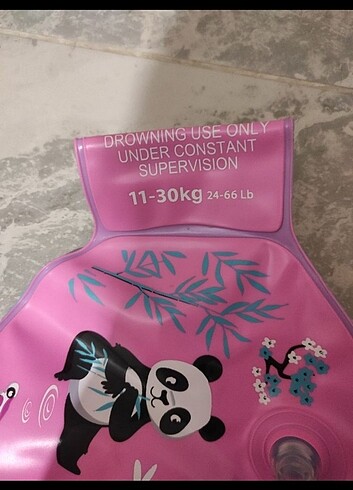 DROWNING USE ONLY
UNDER CONSTANT
SUPERVISION
11-30kg 24-66 Lb